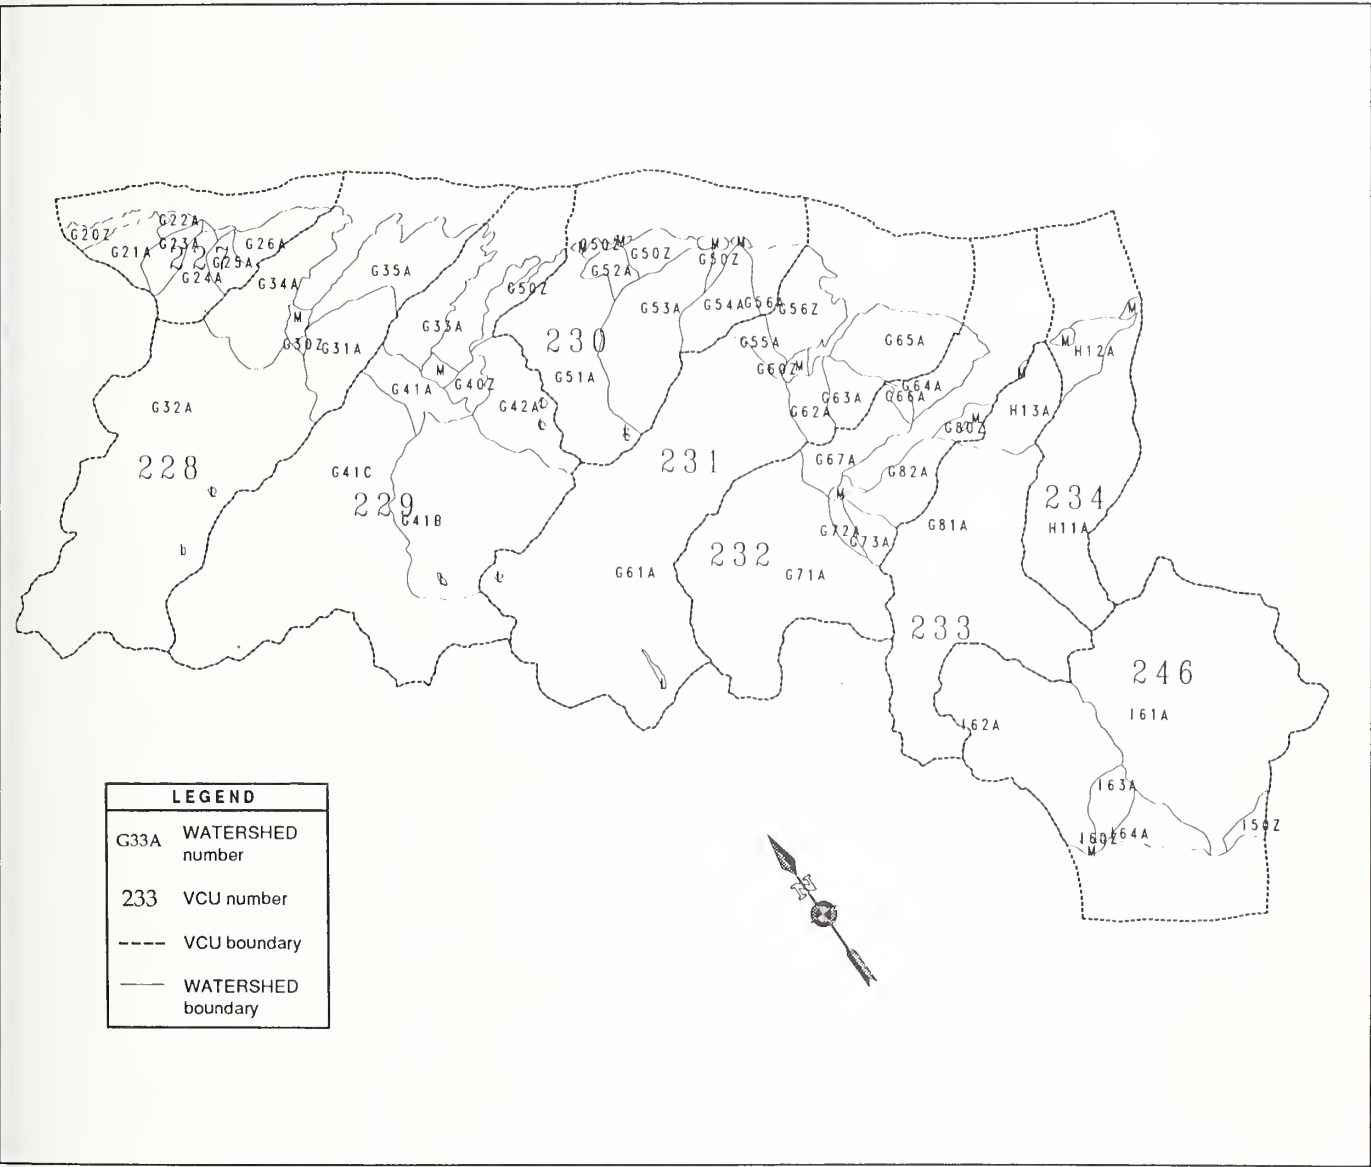 G20Z
G21A
G22A
G23A
227
G24A
G25A
G26A
G34A
G35A
M
G30Z
G31A
G32A
228
G33A
M
G40Z
G41A
G42A
G41C
229
G41B
G50Z
G50Z
M
M
G50Z
G52A
230
G51A
G53A
M
M
G50Z
G54A
G56A
G56Z
G55A
G60Z
M
G65A
G62A
G63A
G64A
G66A
231
G61A
G67A
M
G82A
G80Z
M
H13A
M
M
H12A
M
G72A
G73A
232
G71A
G81A
233
234
H11A
246
I61A
I62A
I63A
I64A
I60Z
M
I50Z
LEGEND
G33A WATERSHED
number
233 VCU number
VCU boundary
WATERSHED
boundary
N